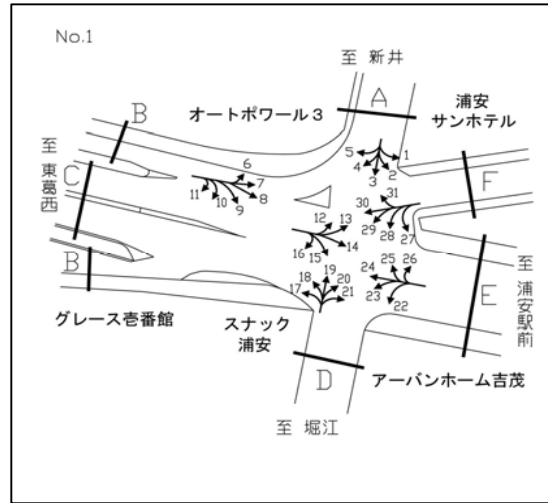 No.1
至 新井
オートポワール3
浦安
サンホテル
A
B
至 東葛西
C
F
B
5
4
3
2
1
6
7
8
9
10
11
31
30
29
28
27
12
13
14
15
16
26
25
24
23
22
19
18
17
20
21
至 浦安駅前
E
グレース壱番館
スナック
浦安
D
アーバンホーム吉茂
至 堀江